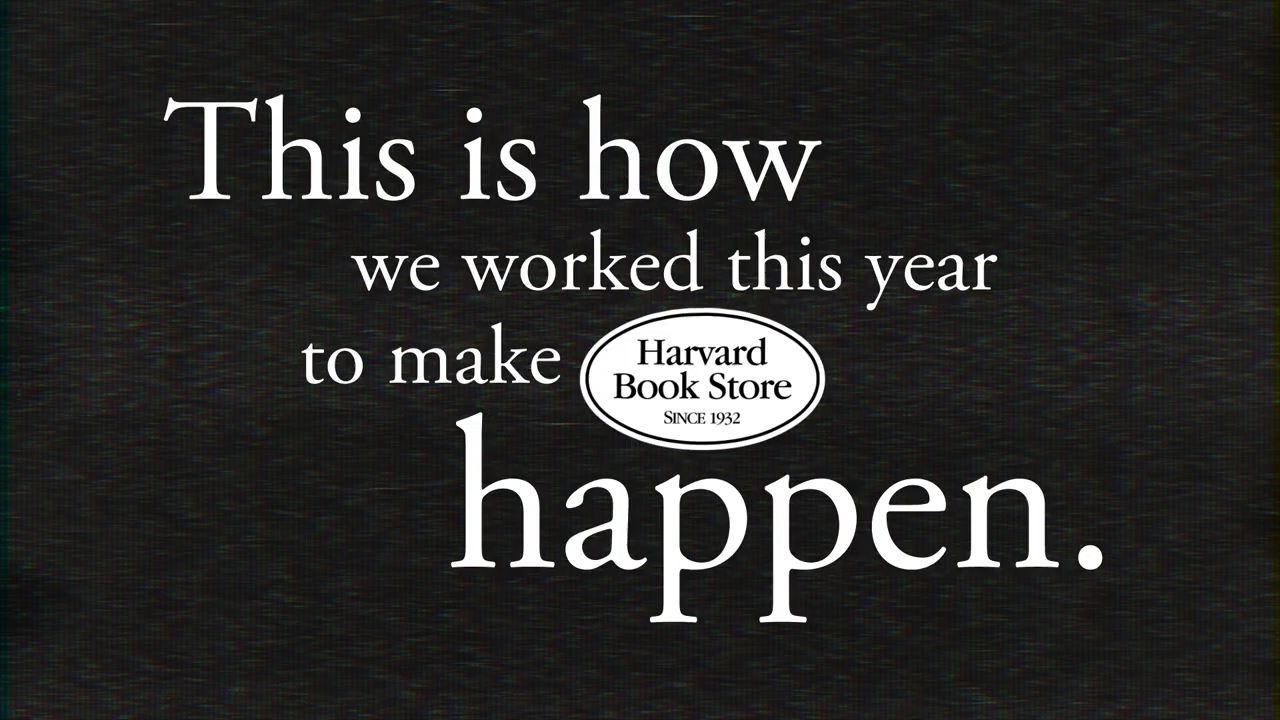 This is how
we worked this year
to make
Harvard
Book Store
SINCE 1932
happen.